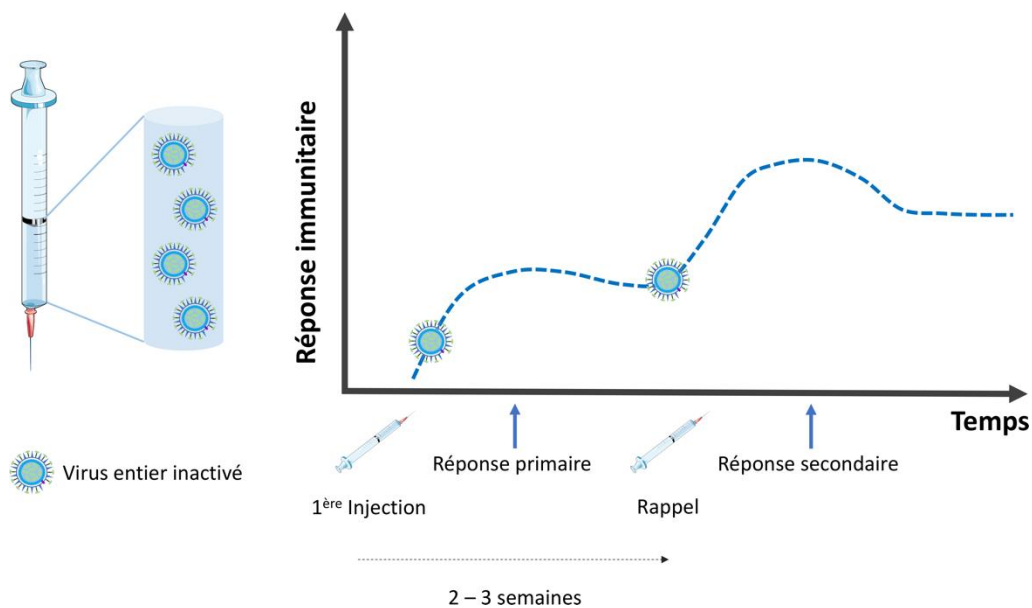 Réponse immunitaire
Temps
Virus entier inactivé
Réponse primaire
Réponse secondaire
1ère Injection
Rappel
2 – 3 semaines